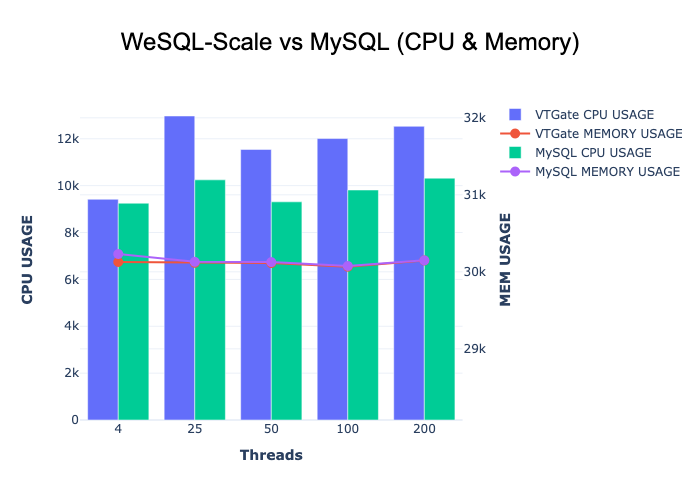 WeSQL-Scale vs MySQL (CPU & Memory)
VTGate CPU USAGE
VTGate MEMORY USAGE
MySQL CPU USAGE
MySQL MEMORY USAGE
CPU USAGE
12k
10k
8k
6k
4k
2k
0
32k
31k
30k
29k
MEM USAGE
4 25 50 100 200
Threads